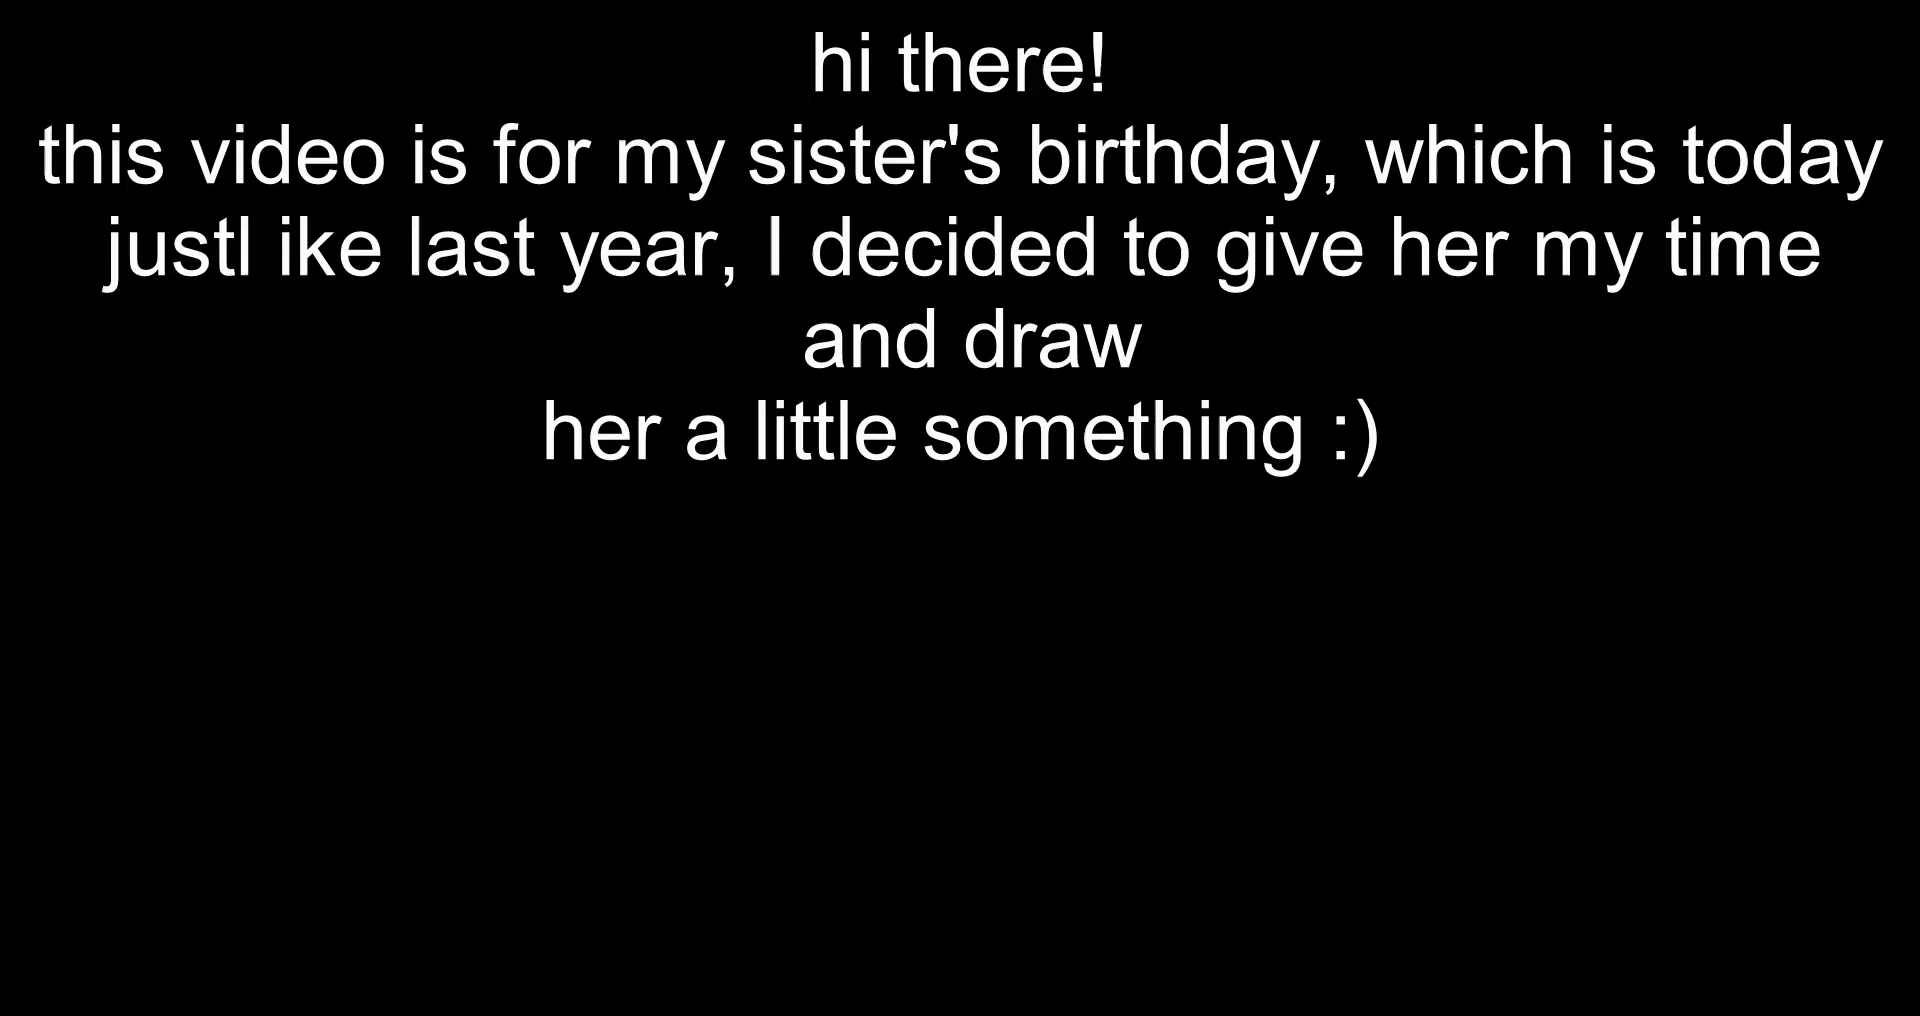 hi there!
this video is for my sister's birthday, which is today
justl ike last year, I decided to give her my time
and draw
her a little something :)